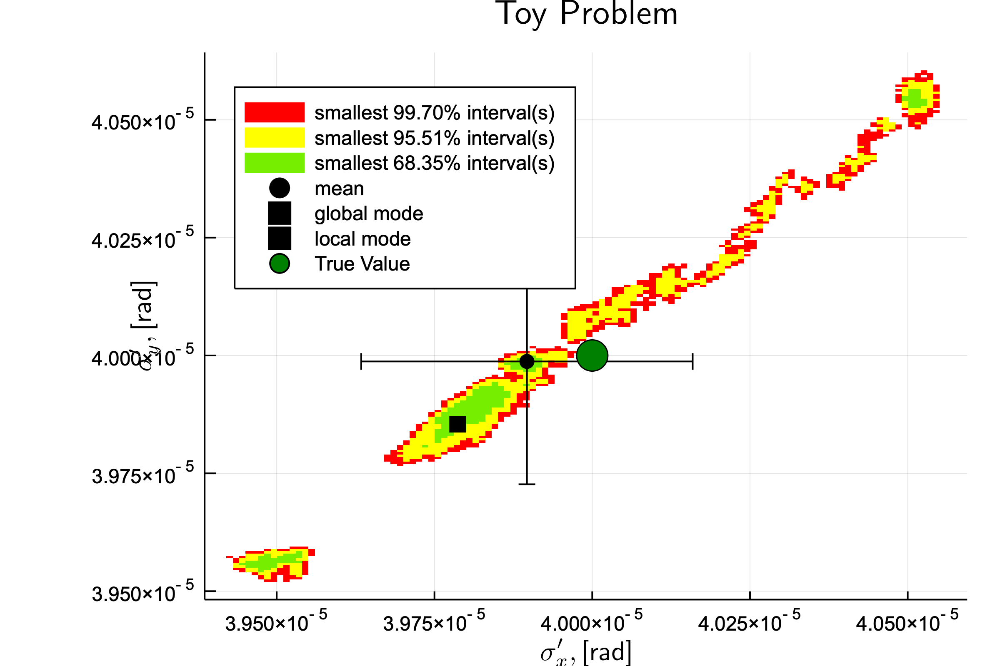 Toy Problem
smallest 99.70% interval(s)
smallest 95.51% interval(s)
smallest 68.35% interval(s)
mean
global mode
local mode
True Value
4.050×10⁻⁵
4.025×10⁻⁵
4.000×10⁻⁵
3.975×10⁻⁵
3.950×10⁻⁵
σ′y, [rad]
3.950×10⁻⁵ 3.975×10⁻⁵ 4.000×10⁻⁵ 4.025×10⁻⁵ 4.050×10⁻⁵
σ′x, [rad]